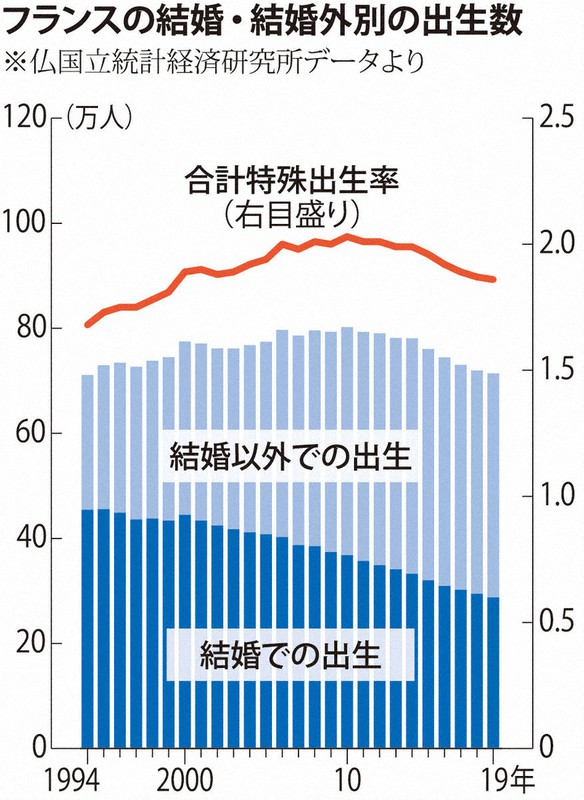 フランスの結婚・結婚外別の出生数
※仏国立統計経済研究所データより
120 (万人) 2.5
合計特殊出生率
(右目盛り)
100
2.0
80
1.5
60
結婚以外での出生
1.0
40
0.5
20
結婚での出生
0 0
1994 2000 10 19年